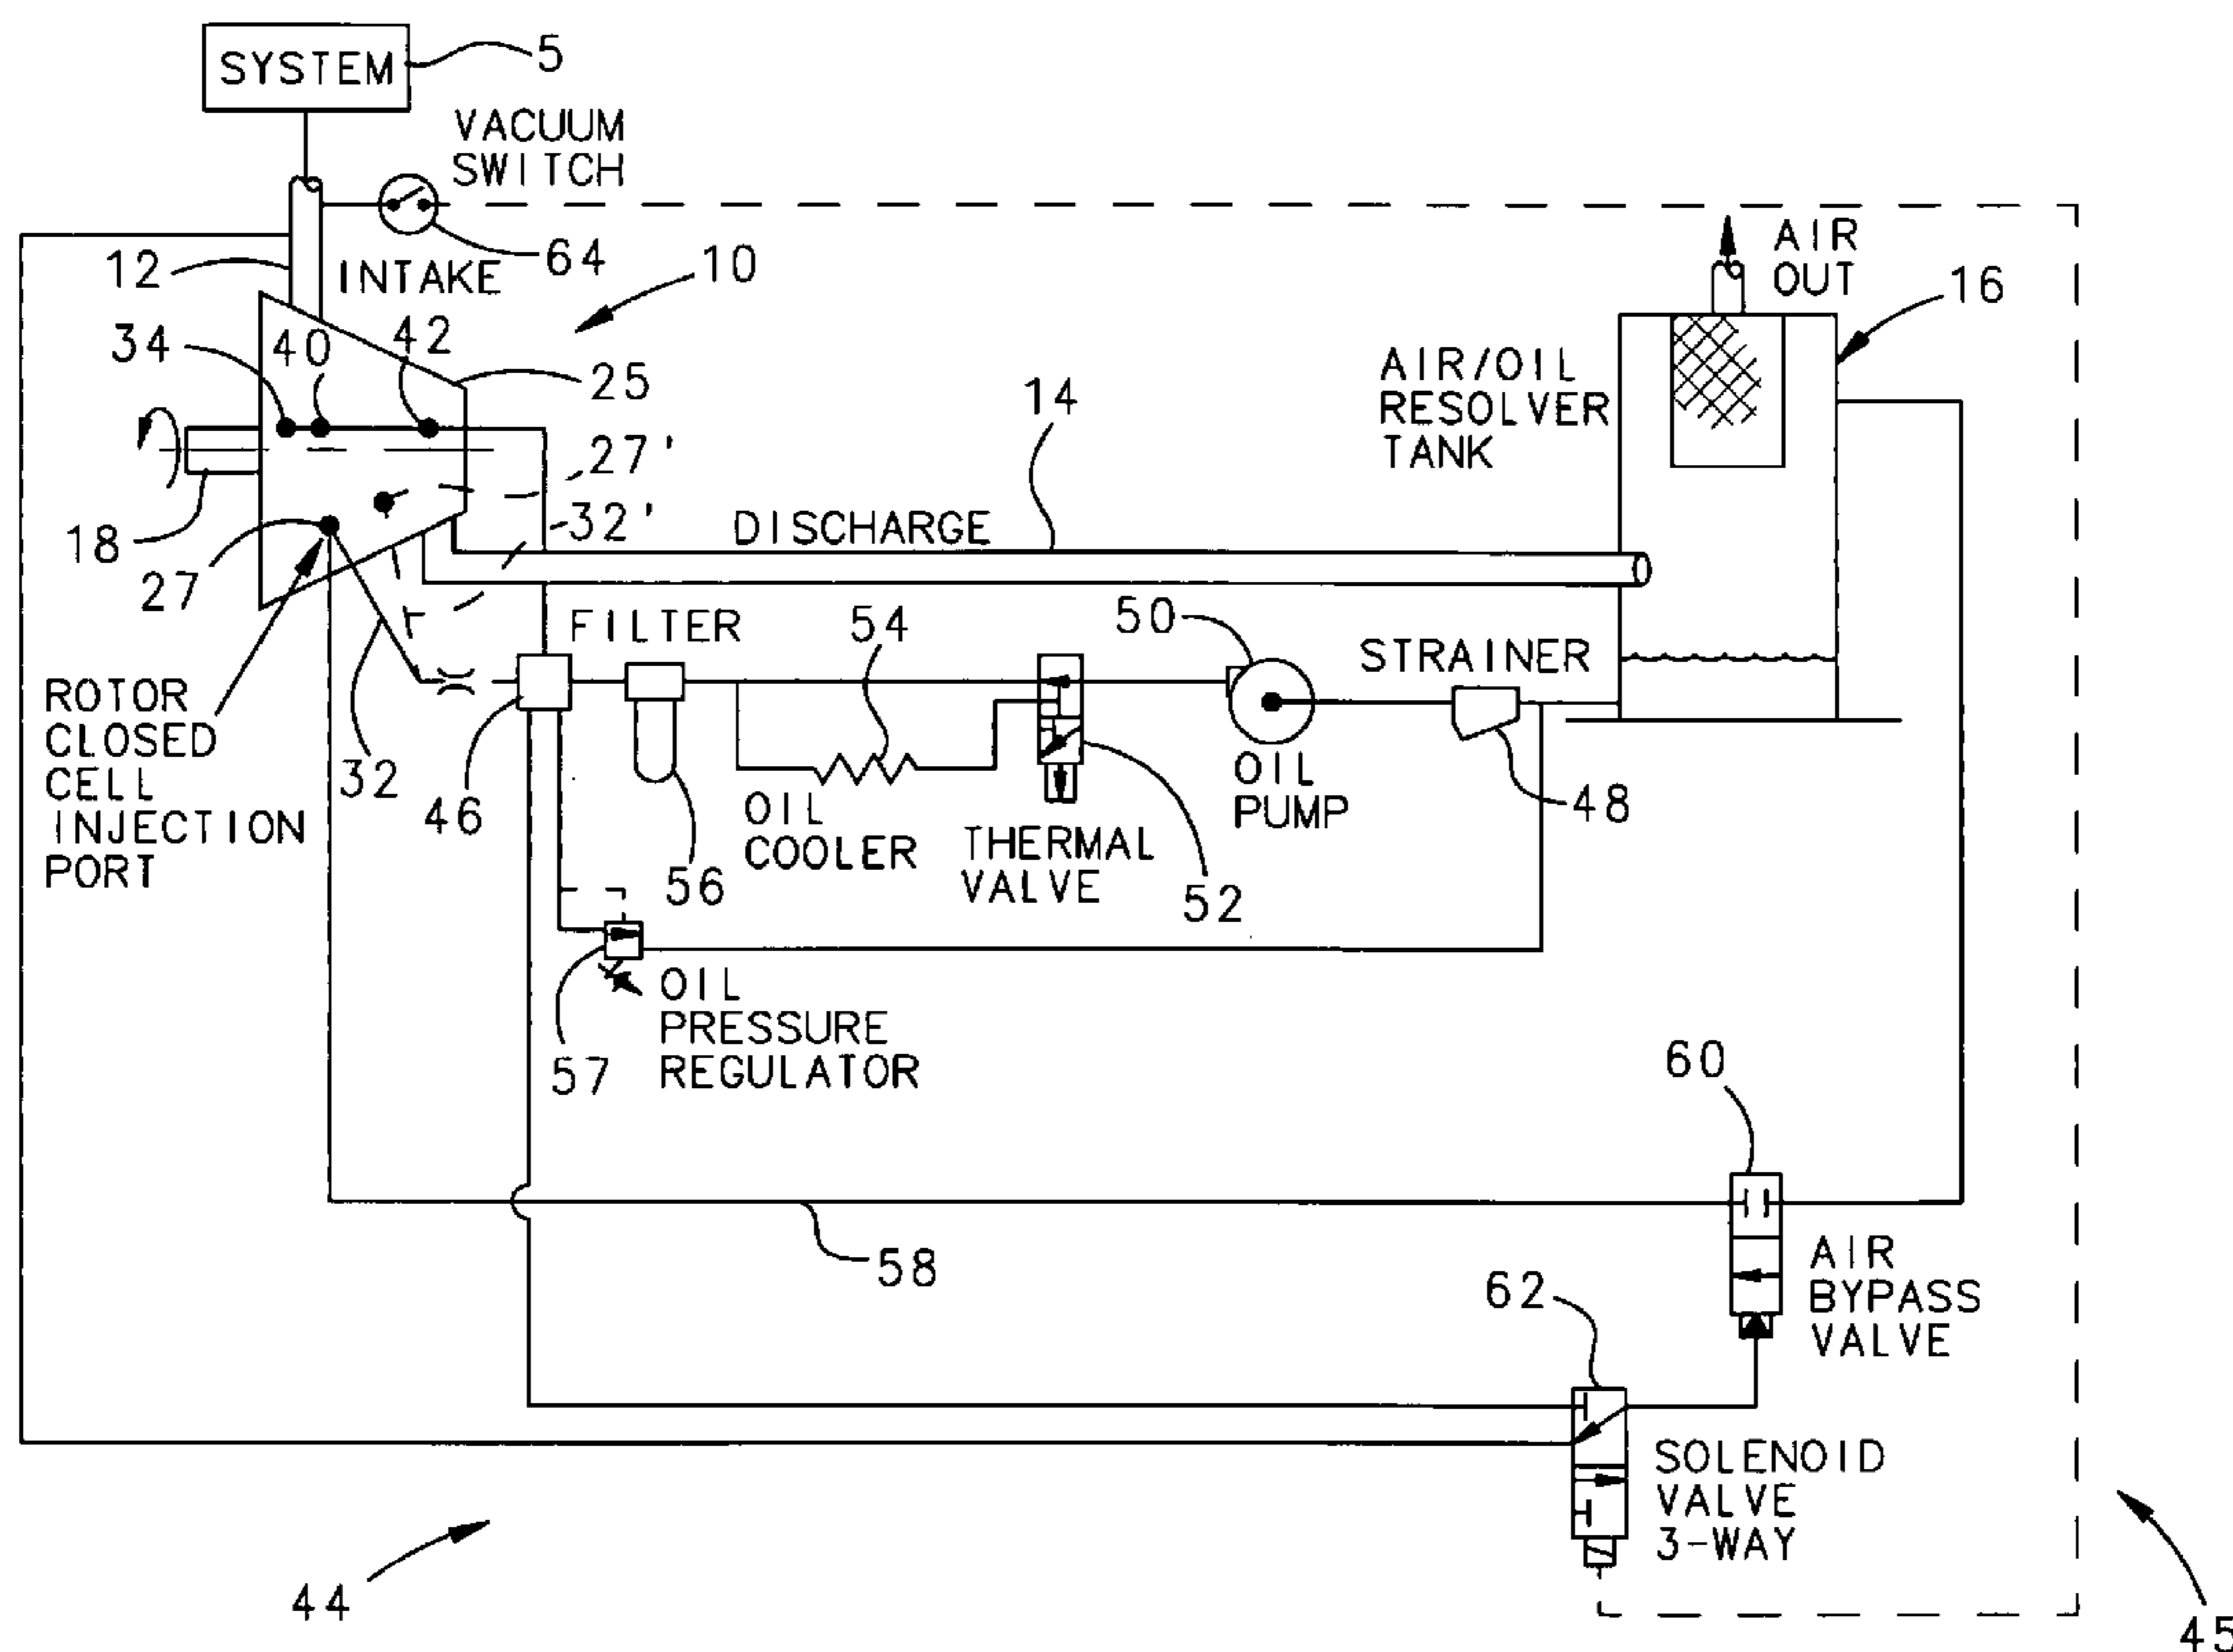 SYSTEM
5
VACUUM
SWITCH
64
12
INTAKE
10
AIR
OUT
16
34
40
42
25
AIR/OIL
RESOLVER
TANK
14
27'
32'
18
27
DISCHARGE
FILTER
54
50
STRAINER
ROTOR
CLOSED
CELL
INJECTION
PORT
32
46
56
OIL
COOLER
THERMAL
VALVE
52
OIL
PUMP
48
57
OIL
PRESSURE
REGULATOR
60
58
AIR
BYPASS
VALVE
62
SOLENOID
VALVE
3-WAY
44
45